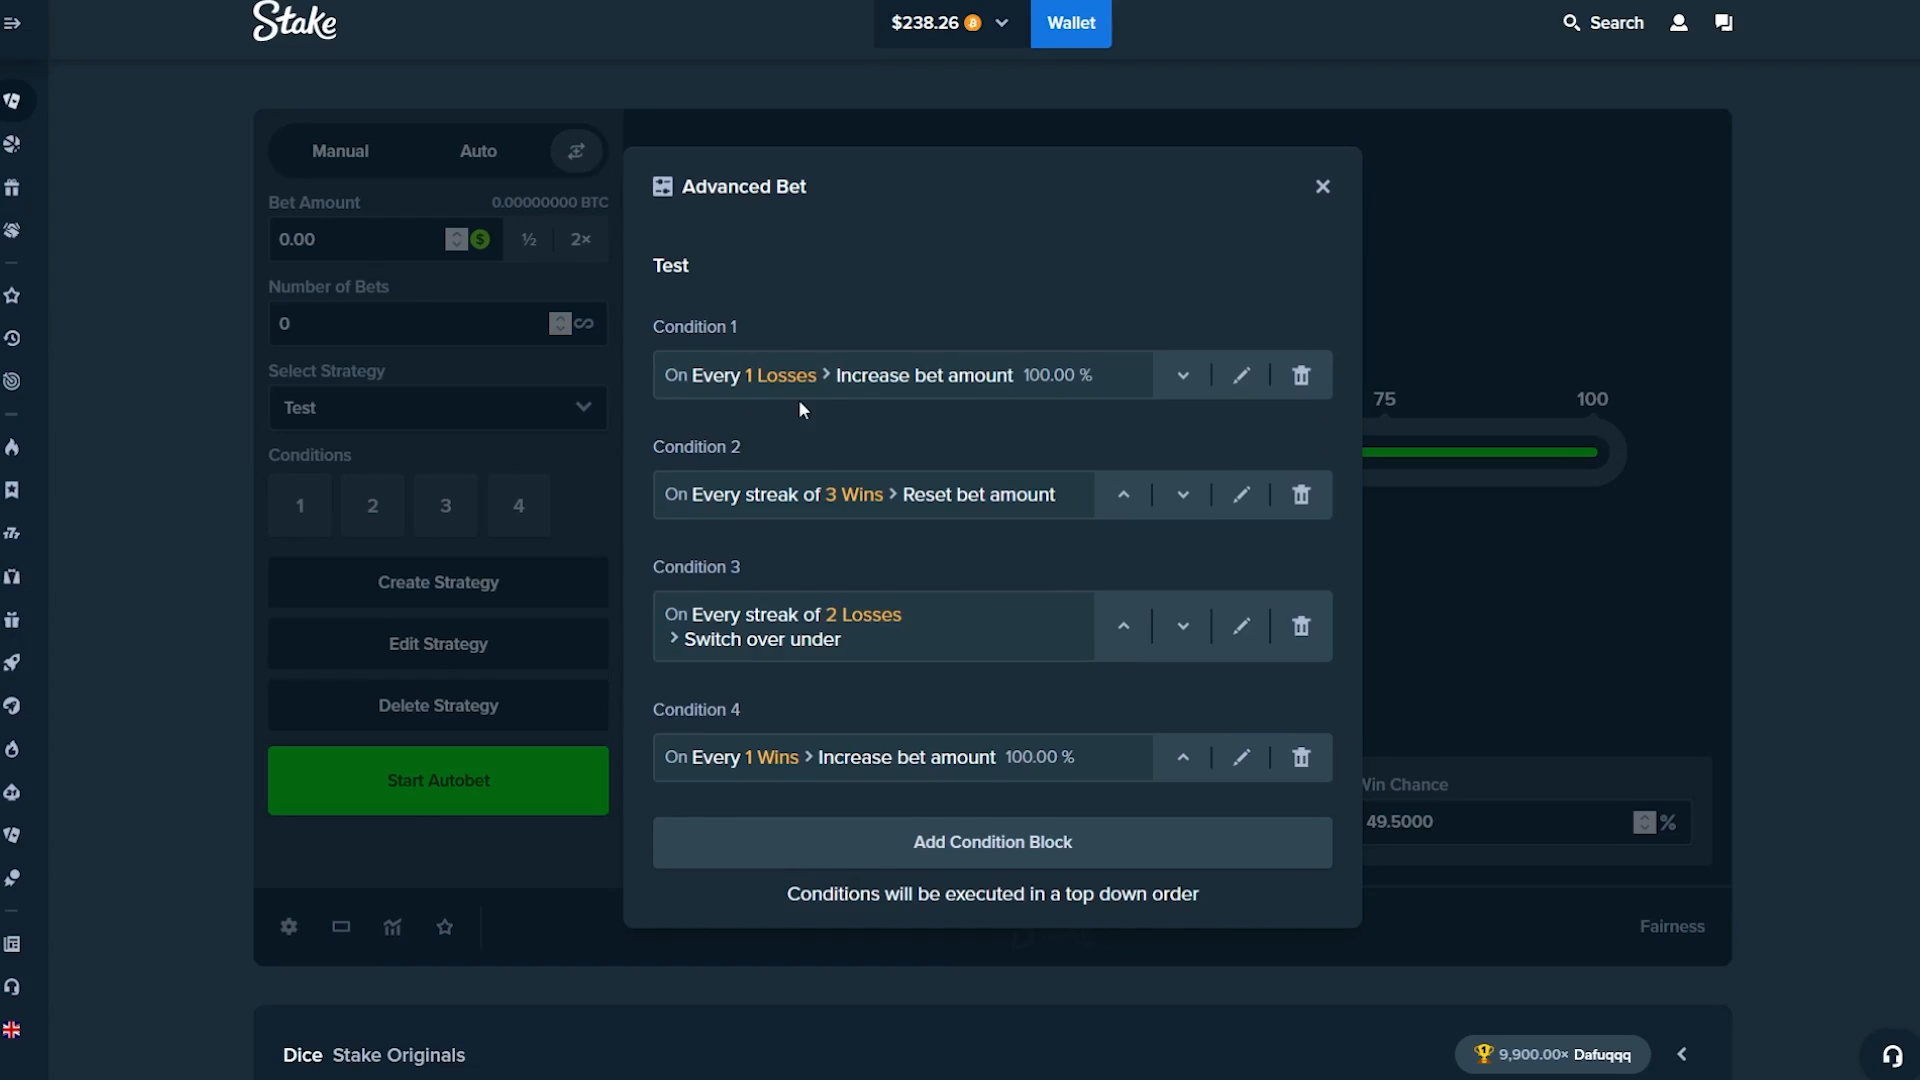 Stake
$238.26
Wallet
Search
Manual
Auto
Bet Amount
0.00000000 BTC
0.00
½
2×
Number of Bets
0
Select Strategy
Test
Conditions
1
2
3
4
Create Strategy
Edit Strategy
Delete Strategy
Start Autobet
Advanced Bet
Test
Condition 1
On Every 1 Losses > Increase bet amount 100.00 %
Condition 2
On Every streak of 3 Wins > Reset bet amount
Condition 3
On Every streak of 2 Losses
> Switch over under
Condition 4
On Every 1 Wins > Increase bet amount 100.00 %
Add Condition Block
Conditions will be executed in a top down order
75
100
Win Chance
49.5000
%
Fairness
Dice Stake Originals
9,900.00× Dafuqqq